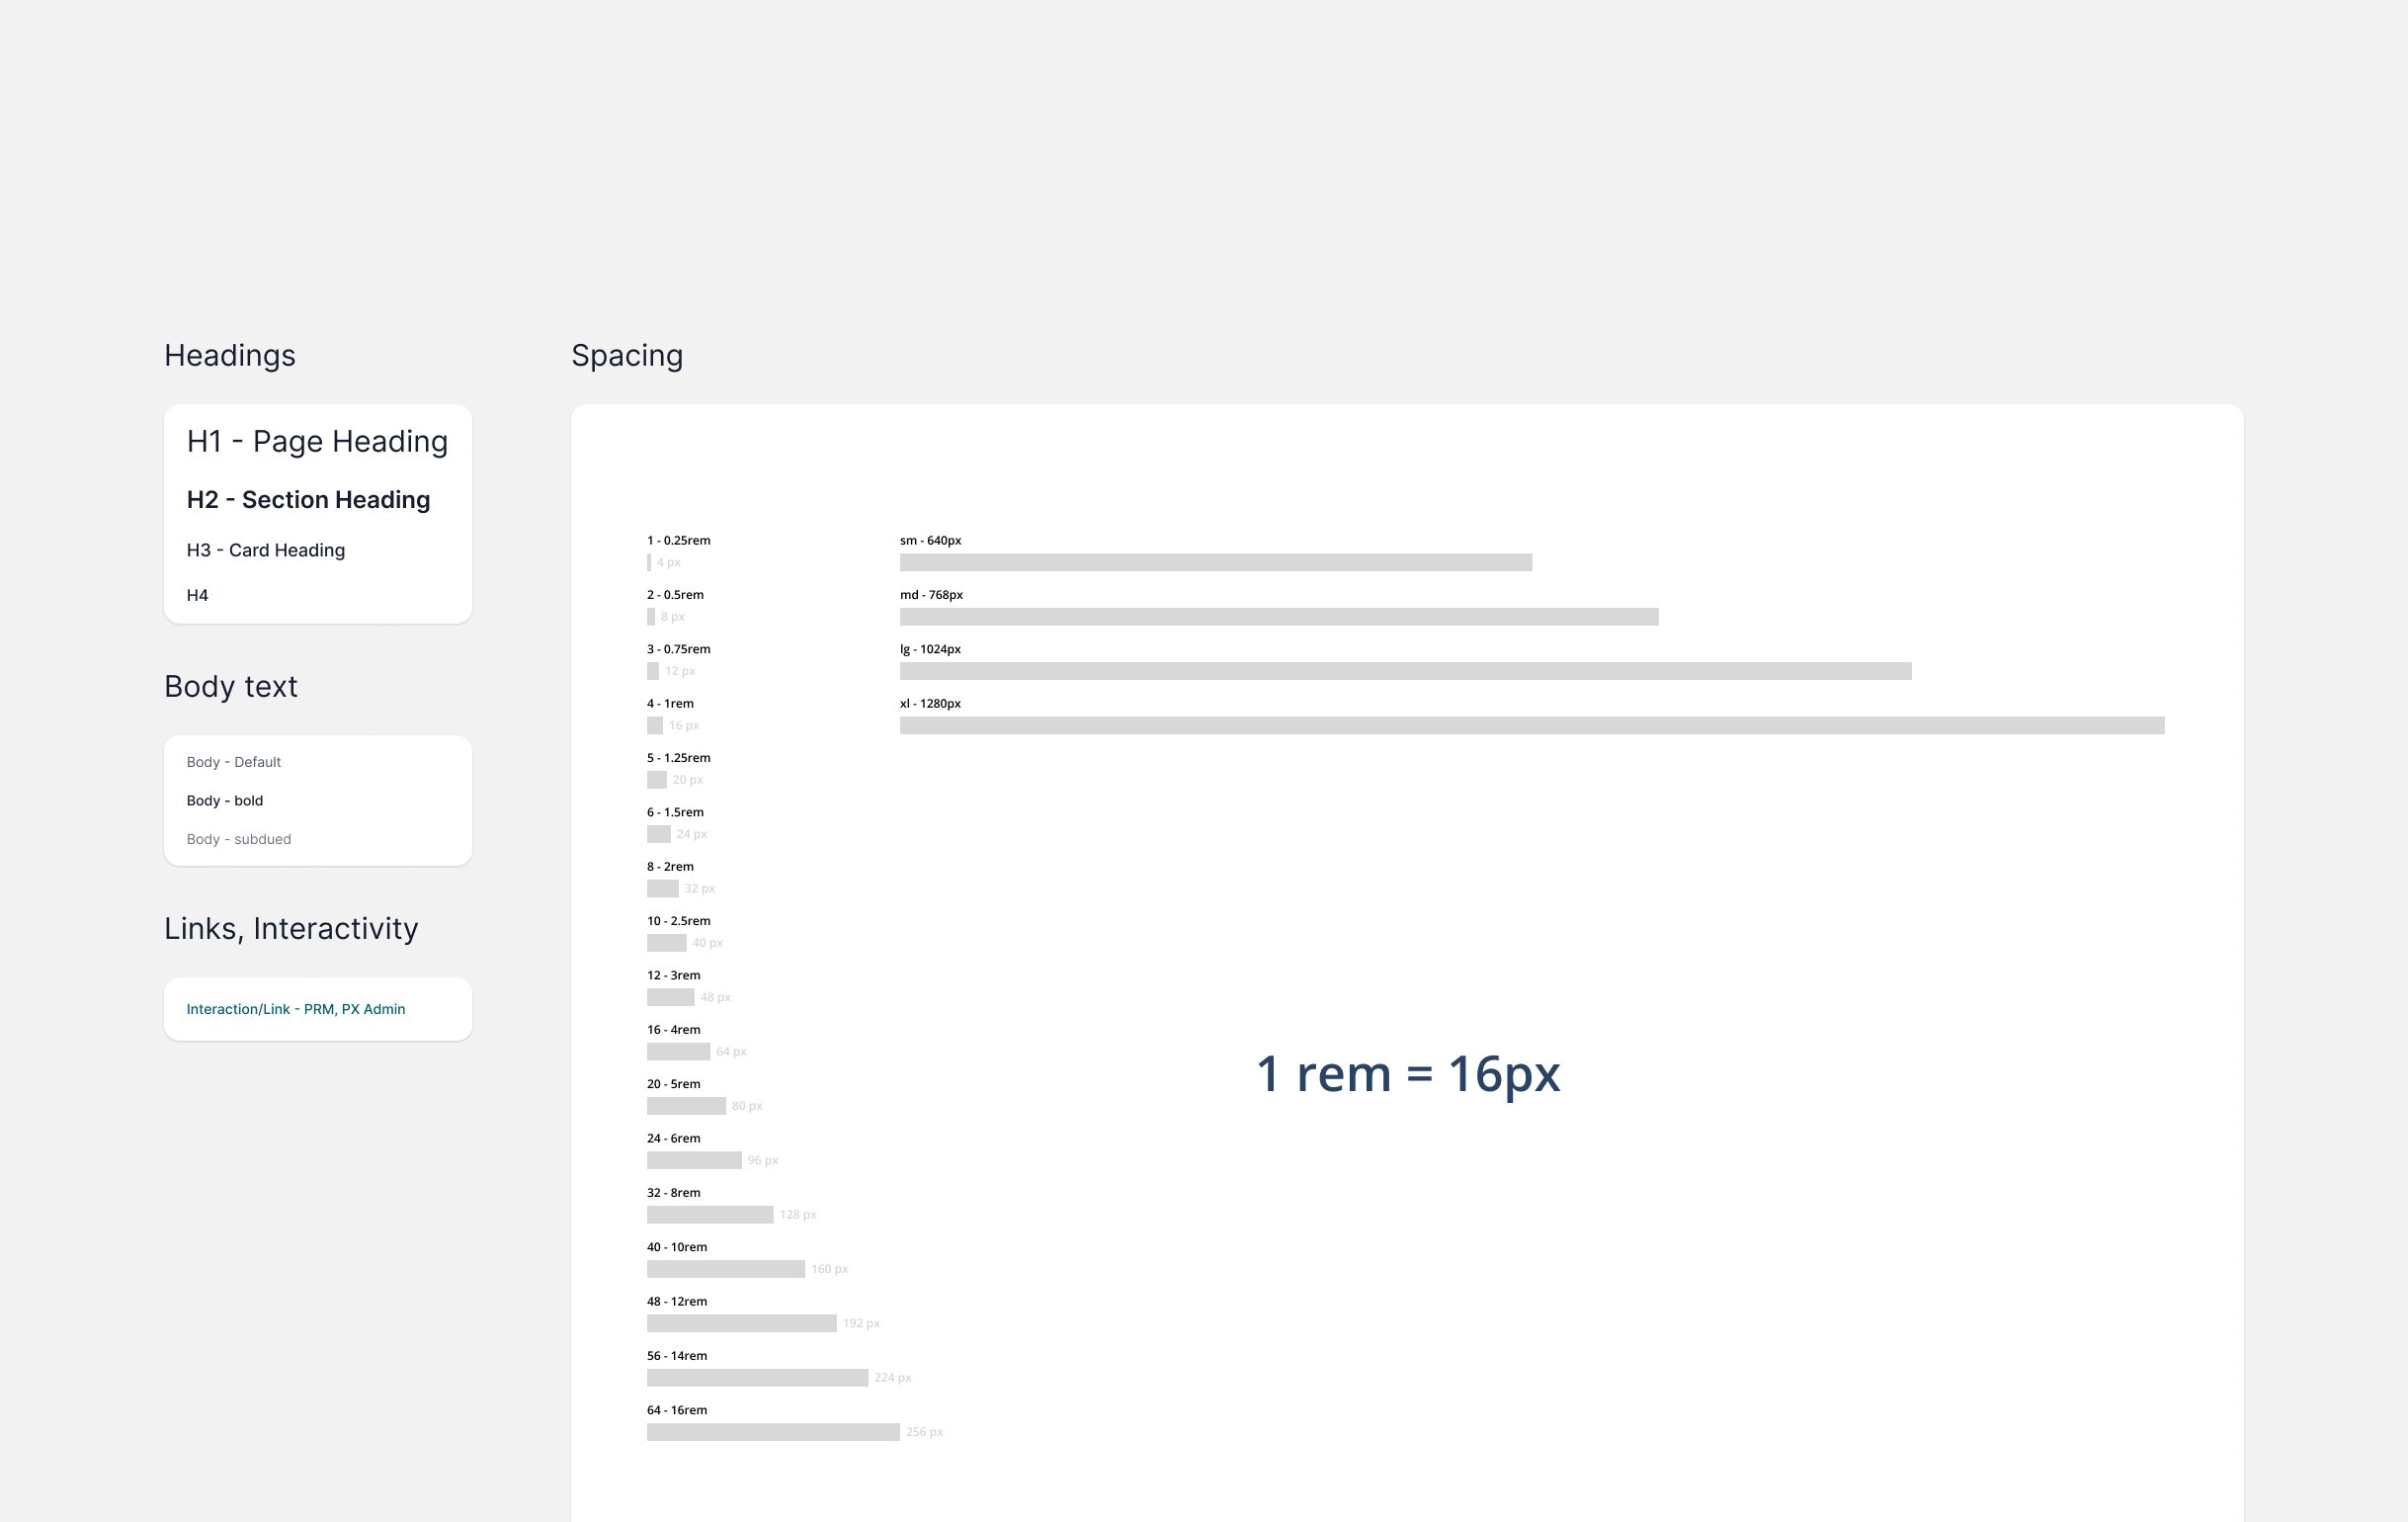 Headings
H1 - Page Heading
H2 - Section Heading
H3 - Card Heading
H4
Body text
Body - Default
Body - bold
Body - subdued
Links, Interactivity
Interaction/Link - PRM, PX Admin
Spacing
1 - 0.25rem
4 px
2 - 0.5rem
8 px
3 - 0.75rem
12 px
4 - 1rem
16 px
5 - 1.25rem
20 px
6 - 1.5rem
24 px
8 - 2rem
32 px
10 - 2.5rem
40 px
12 - 3rem
48 px
16 - 4rem
64 px
20 - 5rem
80 px
24 - 6rem
96 px
32 - 8rem
128 px
40 - 10rem
160 px
48 - 12rem
192 px
56 - 14rem
224 px
64 - 16rem
256 px
sm - 640px
md - 768px
lg - 1024px
xl - 1280px
1 rem = 16px